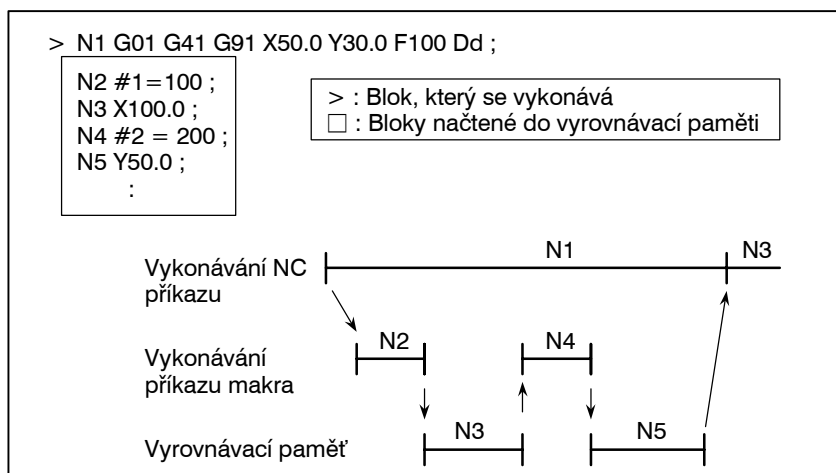 > N1 G01 G41 G91 X50.0 Y30.0 F100 Dd ;
N2 #1=100 ;
N3 X100.0 ;
N4 #2 = 200 ;
N5 Y50.0 ;
:
> : Blok, který se vykonává
□ : Bloky načtené do vyrovnávací paměti
N1
N3
Vykonávání NC
příkazu
N2
N4
Vykonávání
příkazu makra
N3
N5
Vyrovnávací paměť